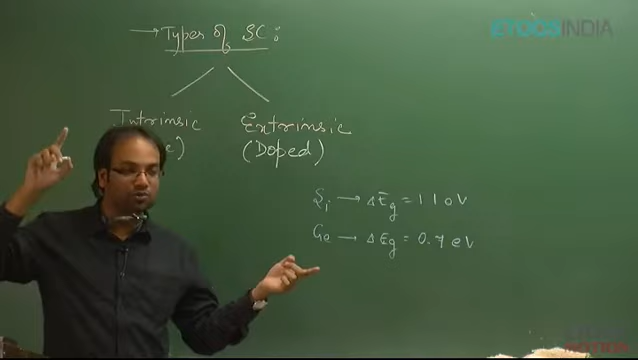 ETOOSINDIA
→ Types of SC:
Intrinsic Extrinsic
(Doped)
Si → ΔEg = 1.1 eV
Ge → ΔEg = 0.7 eV